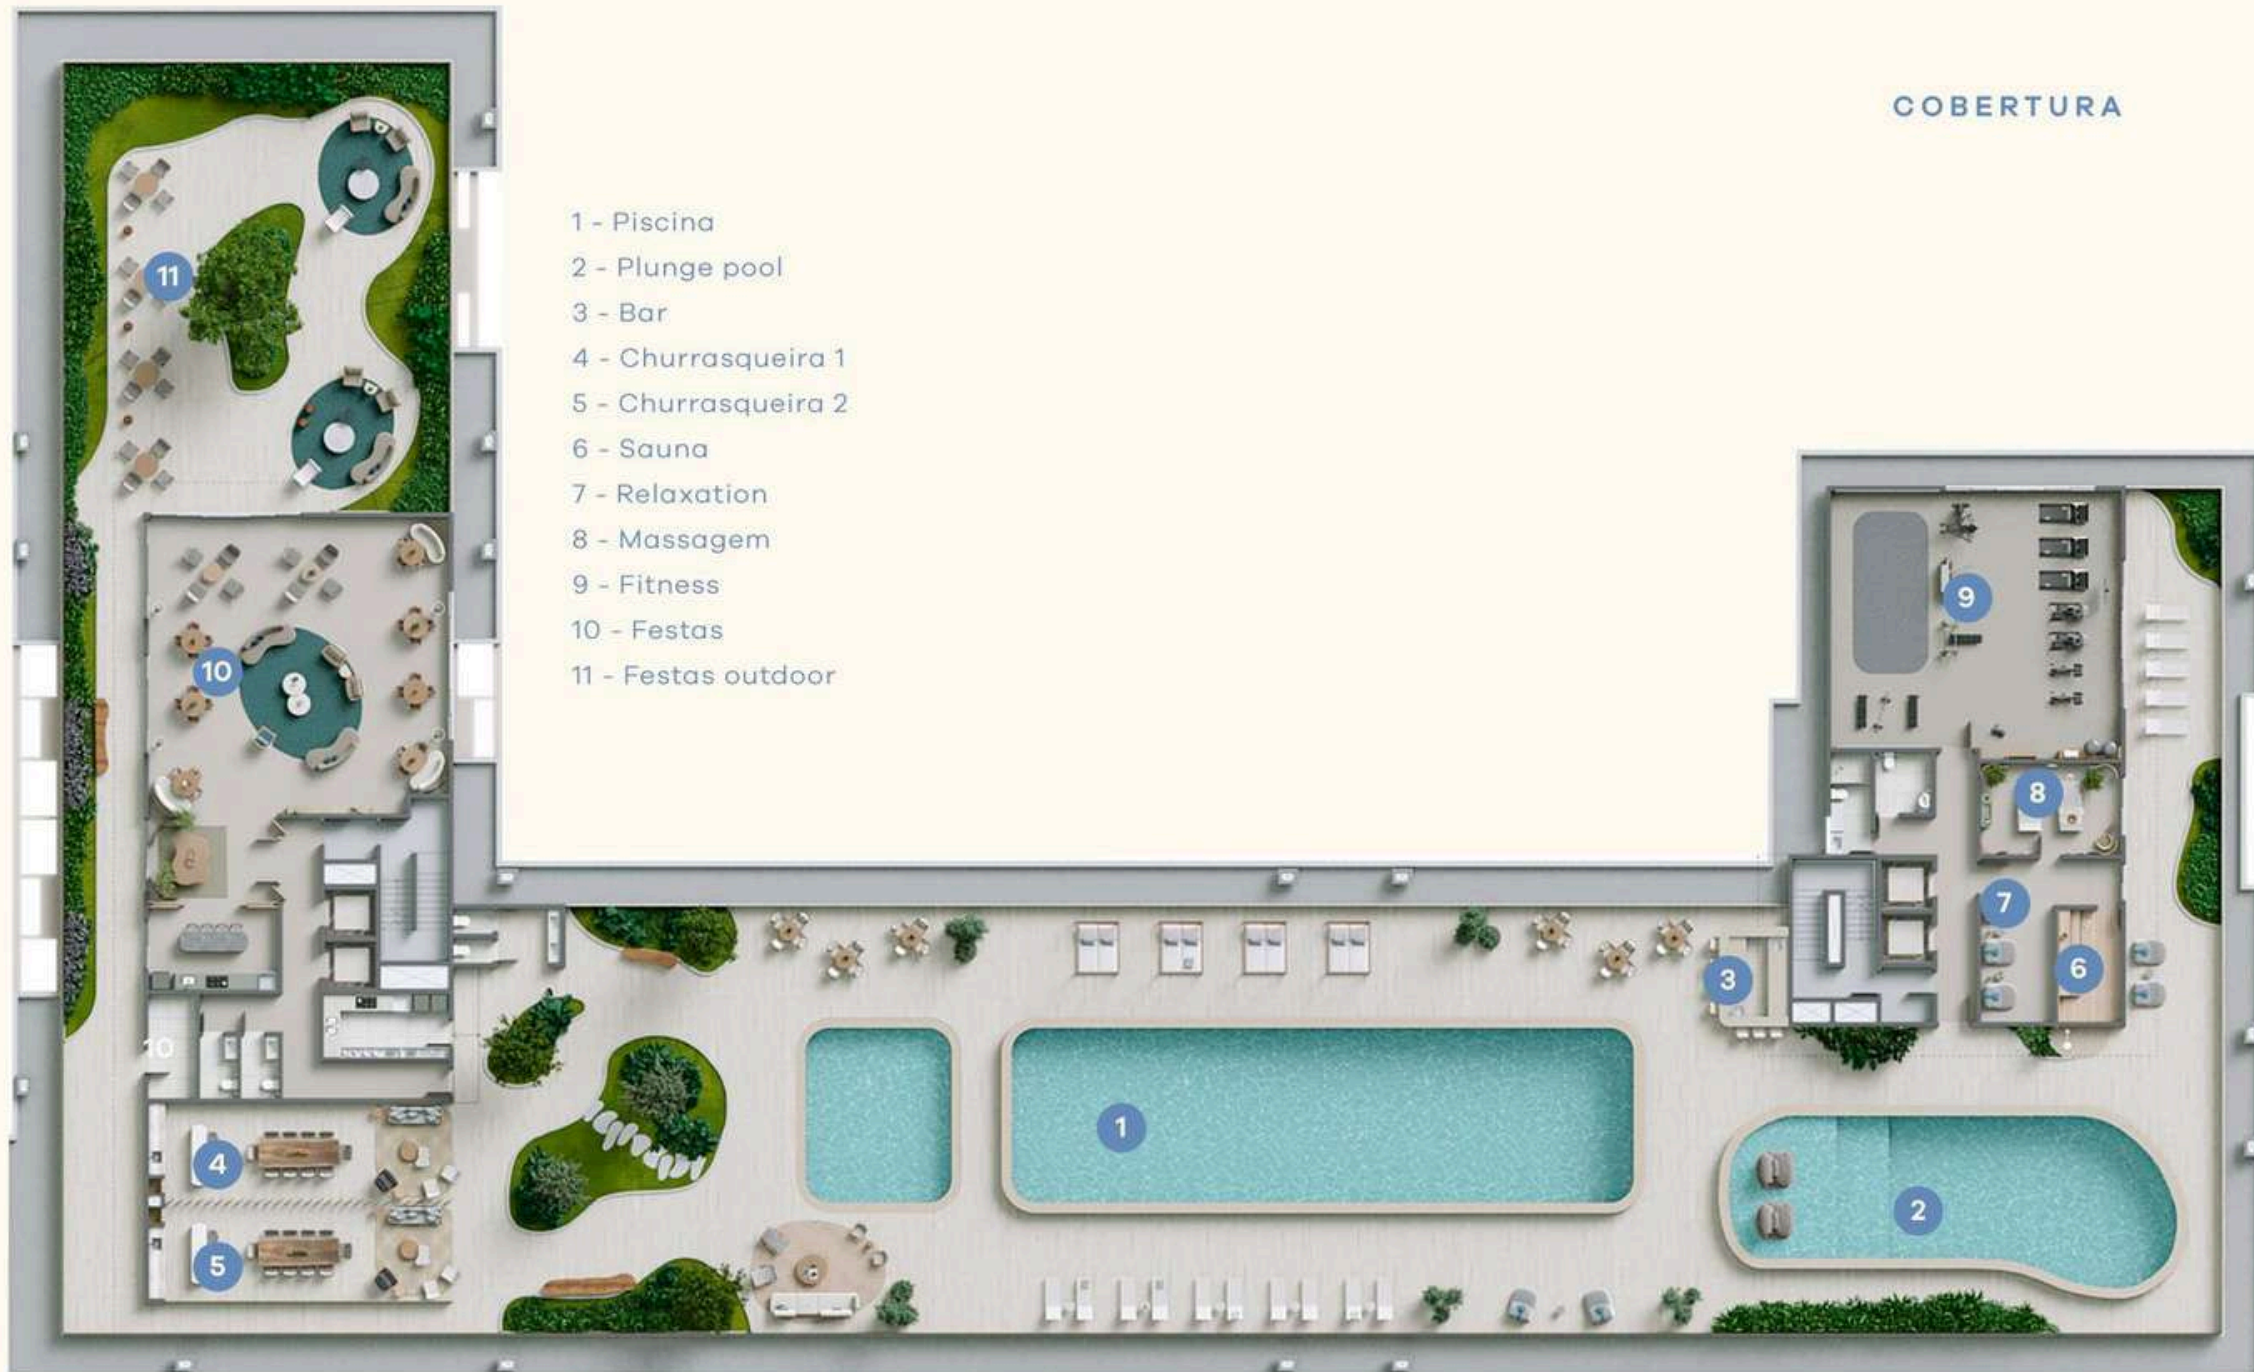 COBERTURA
1 - Piscina
2 - Plunge pool
3 - Bar
4 - Churrasqueira 1
5 - Churrasqueira 2
6 - Sauna
7 - Relaxation
8 - Massagem
9 - Fitness
10 - Festas
11 - Festas outdoor
11
9
10
8
7
6
3
10
1
4
2
5